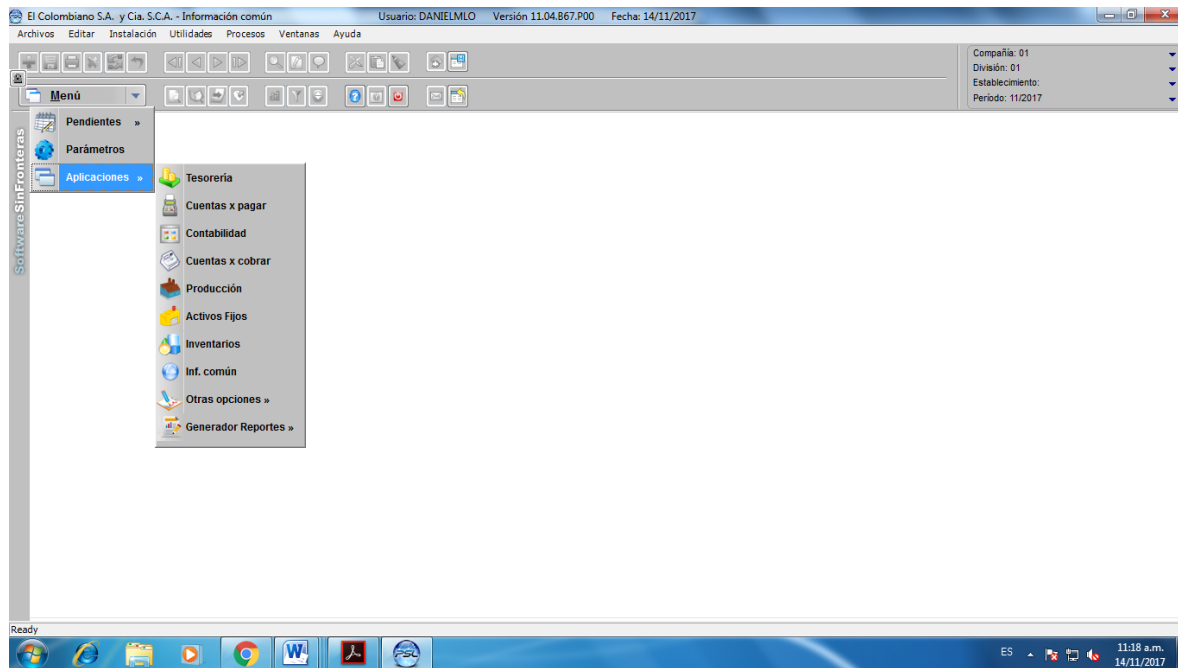 El Colombiano S.A. y Cia. S.C.A. - Información común Usuario: DANIELMLO Versión 11.04.B67.P00 Fecha: 14/11/2017
Archivos Editar Instalación Utilidades Procesos Ventanas Ayuda
Compañía: 01
División: 01
Establecimiento:
Periodo: 11/2017
Menú
Pendientes »
Parámetros
Aplicaciones »
Tesorería
Cuentas x pagar
Contabilidad
Cuentas x cobrar
Producción
Activos Fijos
Inventarios
Inf. común
Otras opciones »
Generador Reportes »
SoftwareSinFronteras
Ready
PSL
ES
11:18 a.m.
14/11/2017